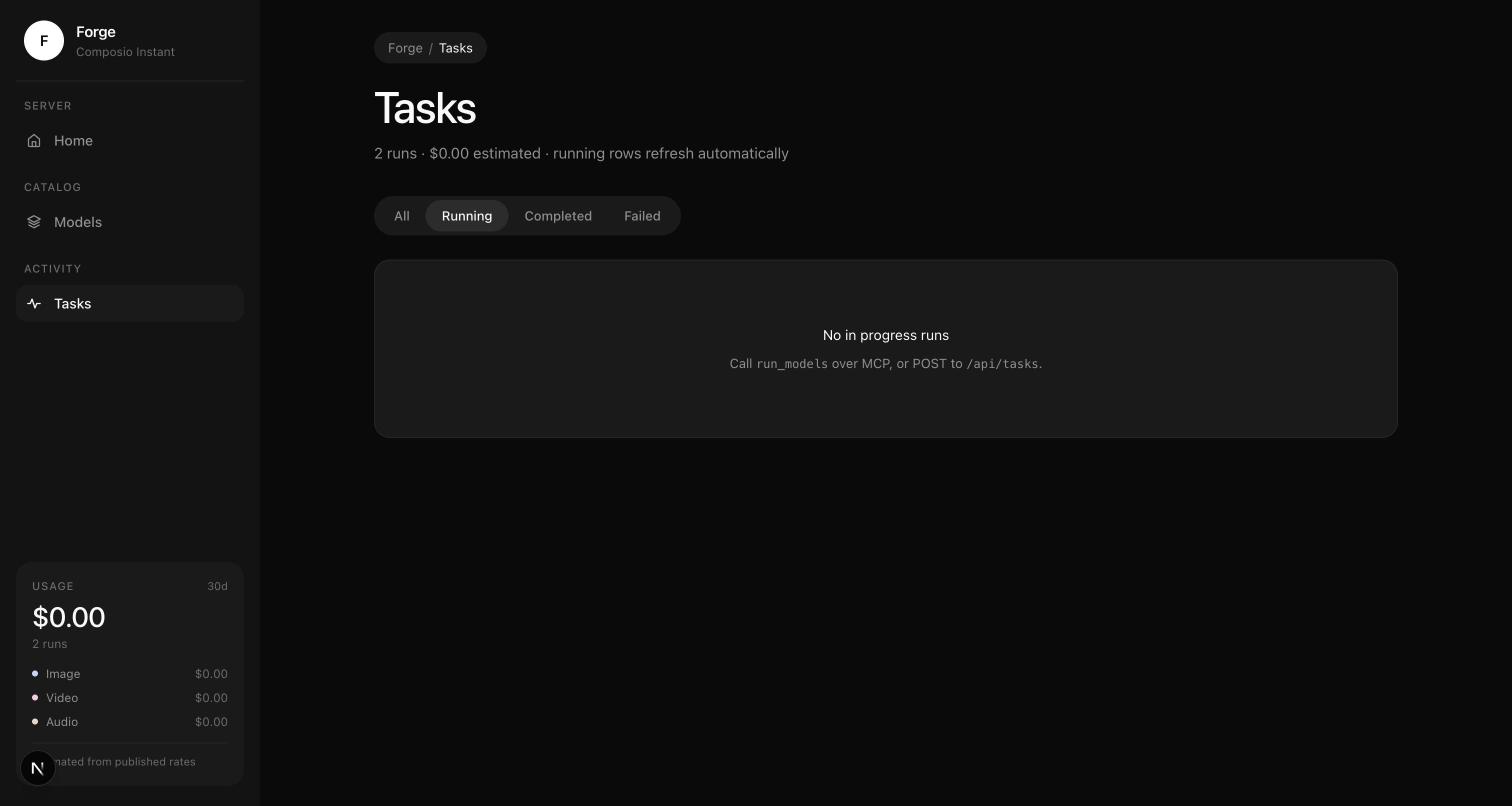 F
Forge
Composio Instant
SERVER
Home
CATALOG
Models
ACTIVITY
Tasks
USAGE 30d
$0.00
2 runs
Image $0.00
Video $0.00
Audio $0.00
from published rates
N
Forge / Tasks
Tasks
2 runs · $0.00 estimated · running rows refresh automatically
All Running Completed Failed
No in progress runs
Call run_models over MCP, or POST to /api/tasks.